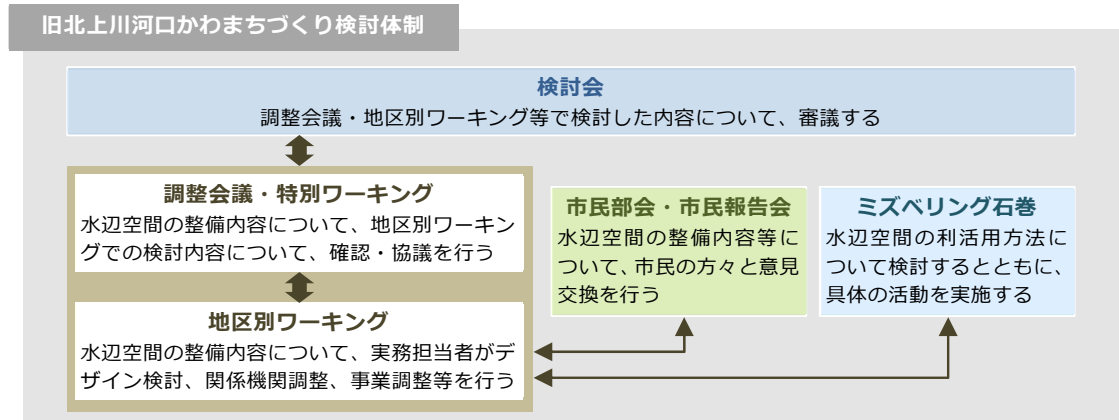 旧北上川河口かわまちづくり検討体制
検討会
調整会議・地区別ワーキング等で検討した内容について、審議する
調整会議・特別ワーキング
水辺空間の整備内容について、地区別ワーキン
グでの検討内容について、確認・協議を行う
地区別ワーキング
水辺空間の整備内容について、実務担当者がデ
ザイン検討、関係機関調整、事業調整等を行う
市民部会・市民報告会
水辺空間の整備内容等に
ついて、市民の方々と意見
交換を行う
ミズベリング石巻
水辺空間の利活用方法に
ついて検討するとともに、
具体の活動を実施する